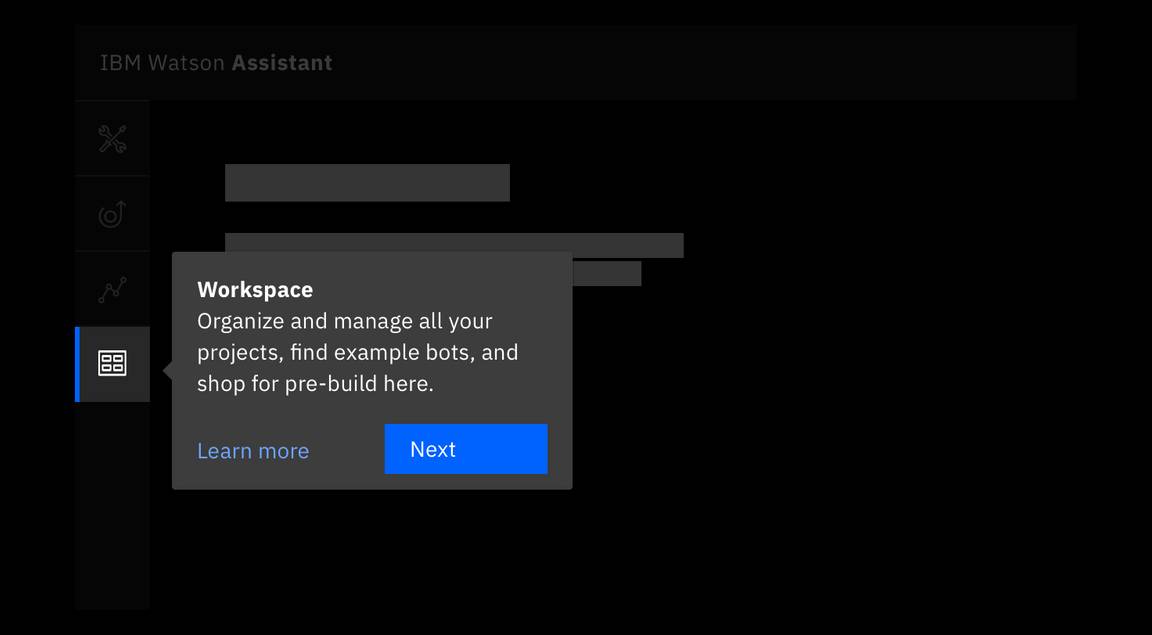 IBM Watson Assistant
Workspace
Organize and manage all your
projects, find example bots, and
shop for pre-build here.
Learn more
Next